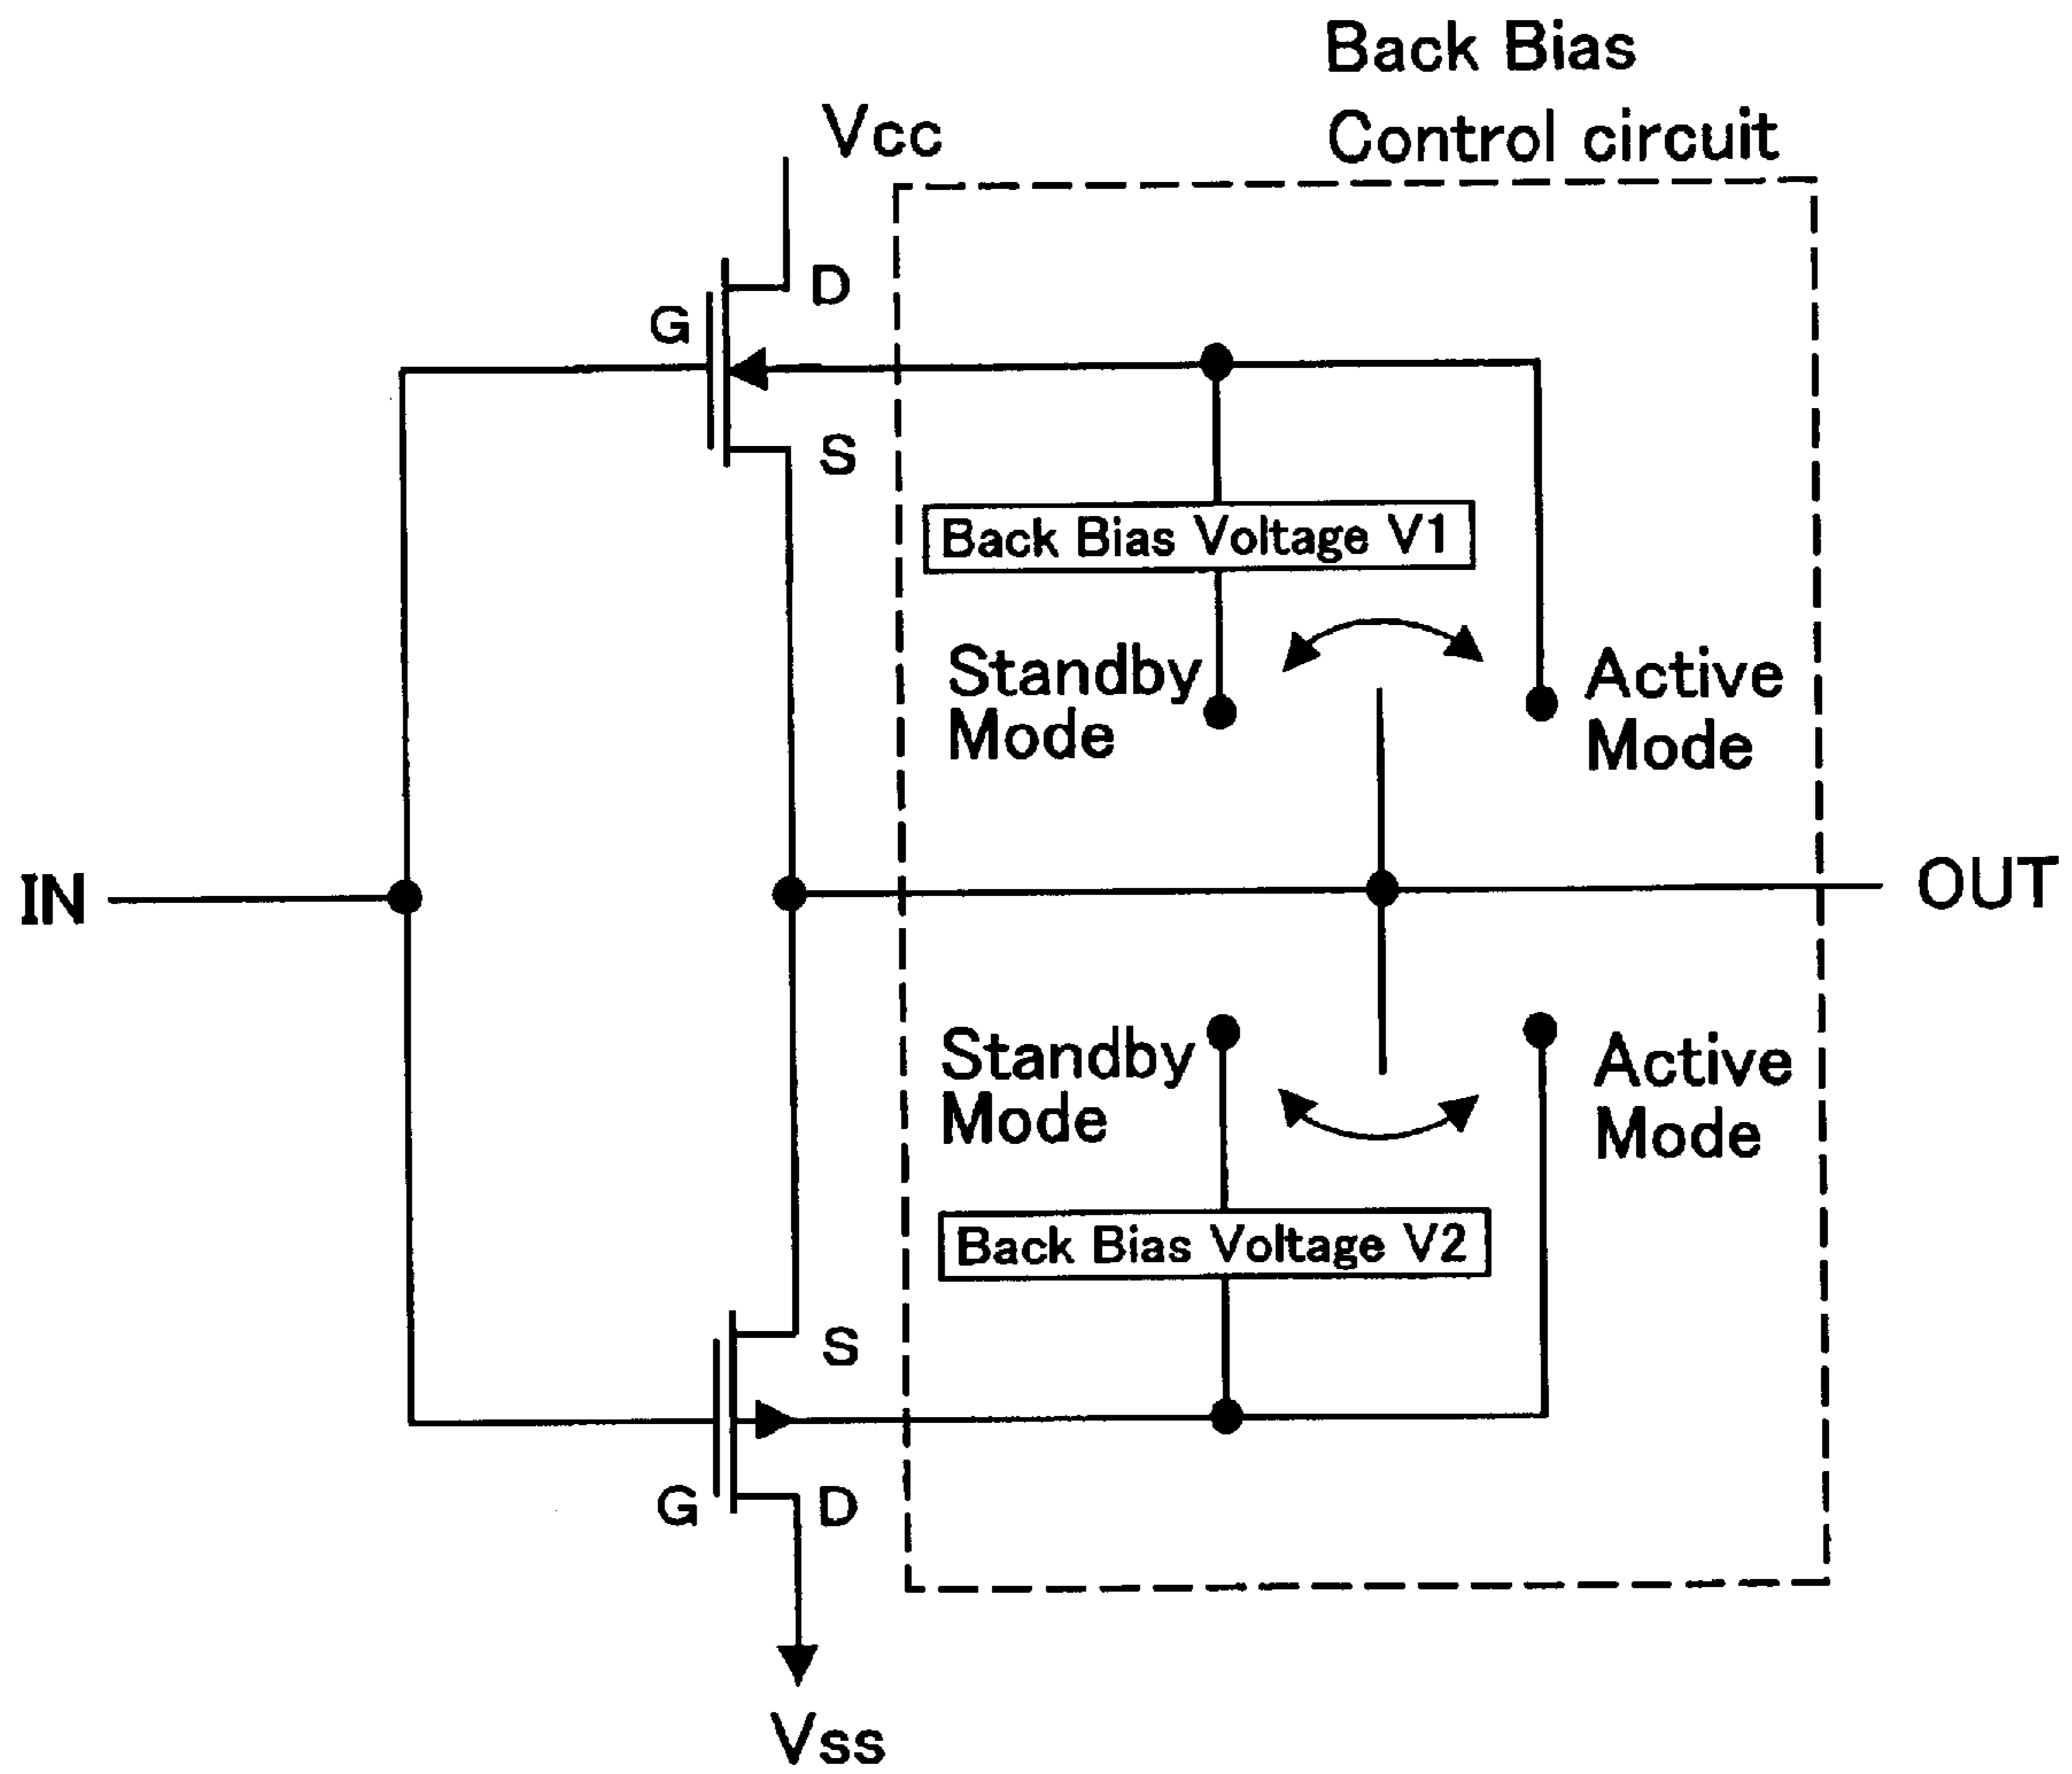 Back Bias
Control circuit
Vcc
D
G
S
Back Bias Voltage V1
Standby
Mode
Active
Mode
IN
OUT
Standby
Mode
Active
Mode
Back Bias Voltage V2
S
G
D
Vss